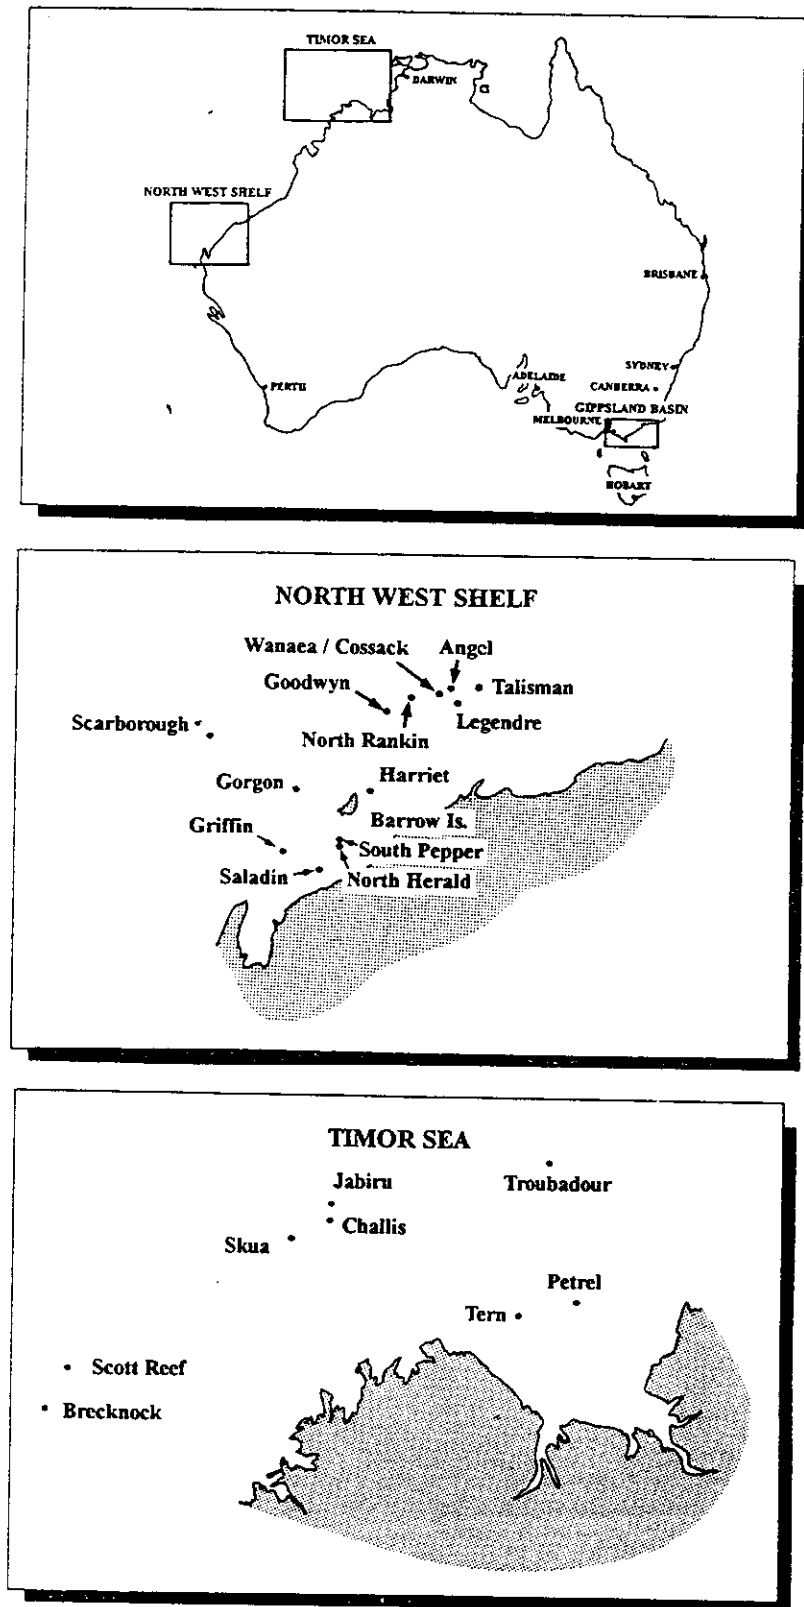 TIMOR SEA
DARWIN
NORTH WEST SHELF
BRISBANE
SYDNEY
ADELAIDE
CANBERRA
PERTH
GIPPSLAND BASIN
MELBOURNE
HOBART
NORTH WEST SHELF
Wanaea / Cossack
Angel
Goodwyn
Talisman
Scarborough
Legendre
North Rankin
Gorgon
Harriet
Barrow Is.
Griffin
South Pepper
Saladin
North Herald
TIMOR SEA
Jabiru
Troubadour
Challis
Skua
Petrel
Tern
Scott Reef
Brecknock